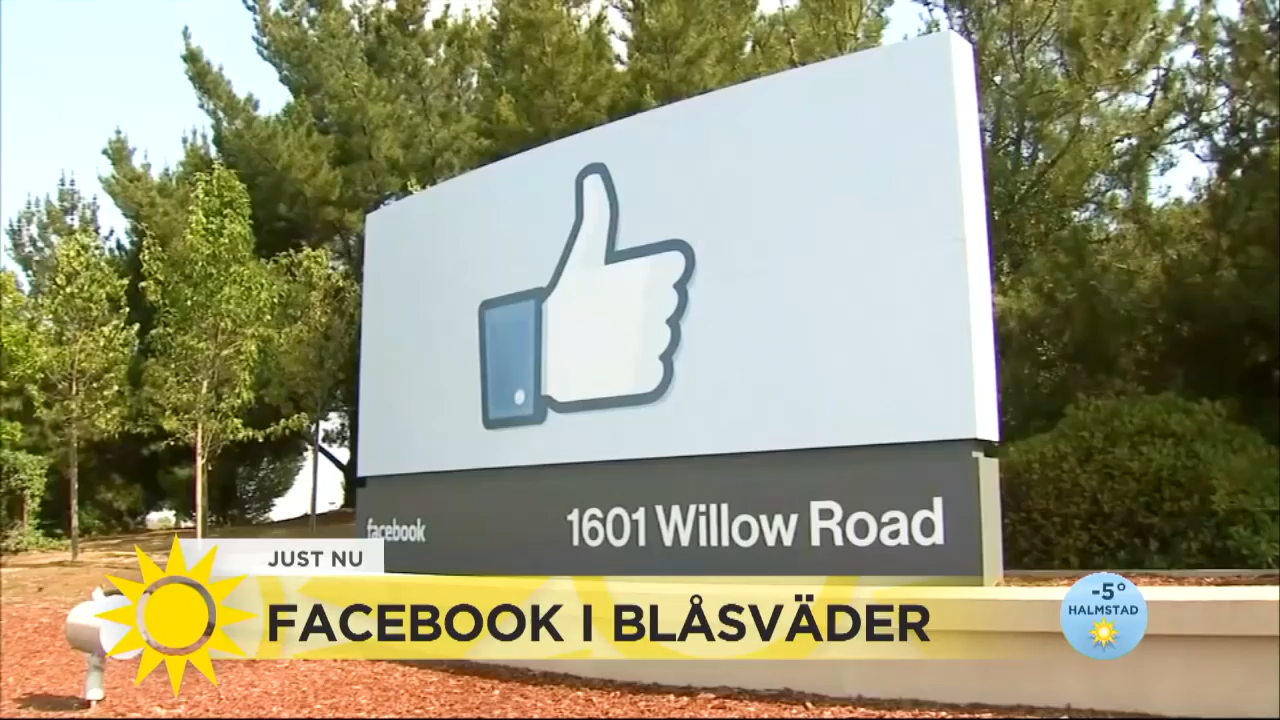 facebook
1601 Willow Road
JUST NU
FACEBOOK I BLÅSVÄDER
-5°
HALMSTAD